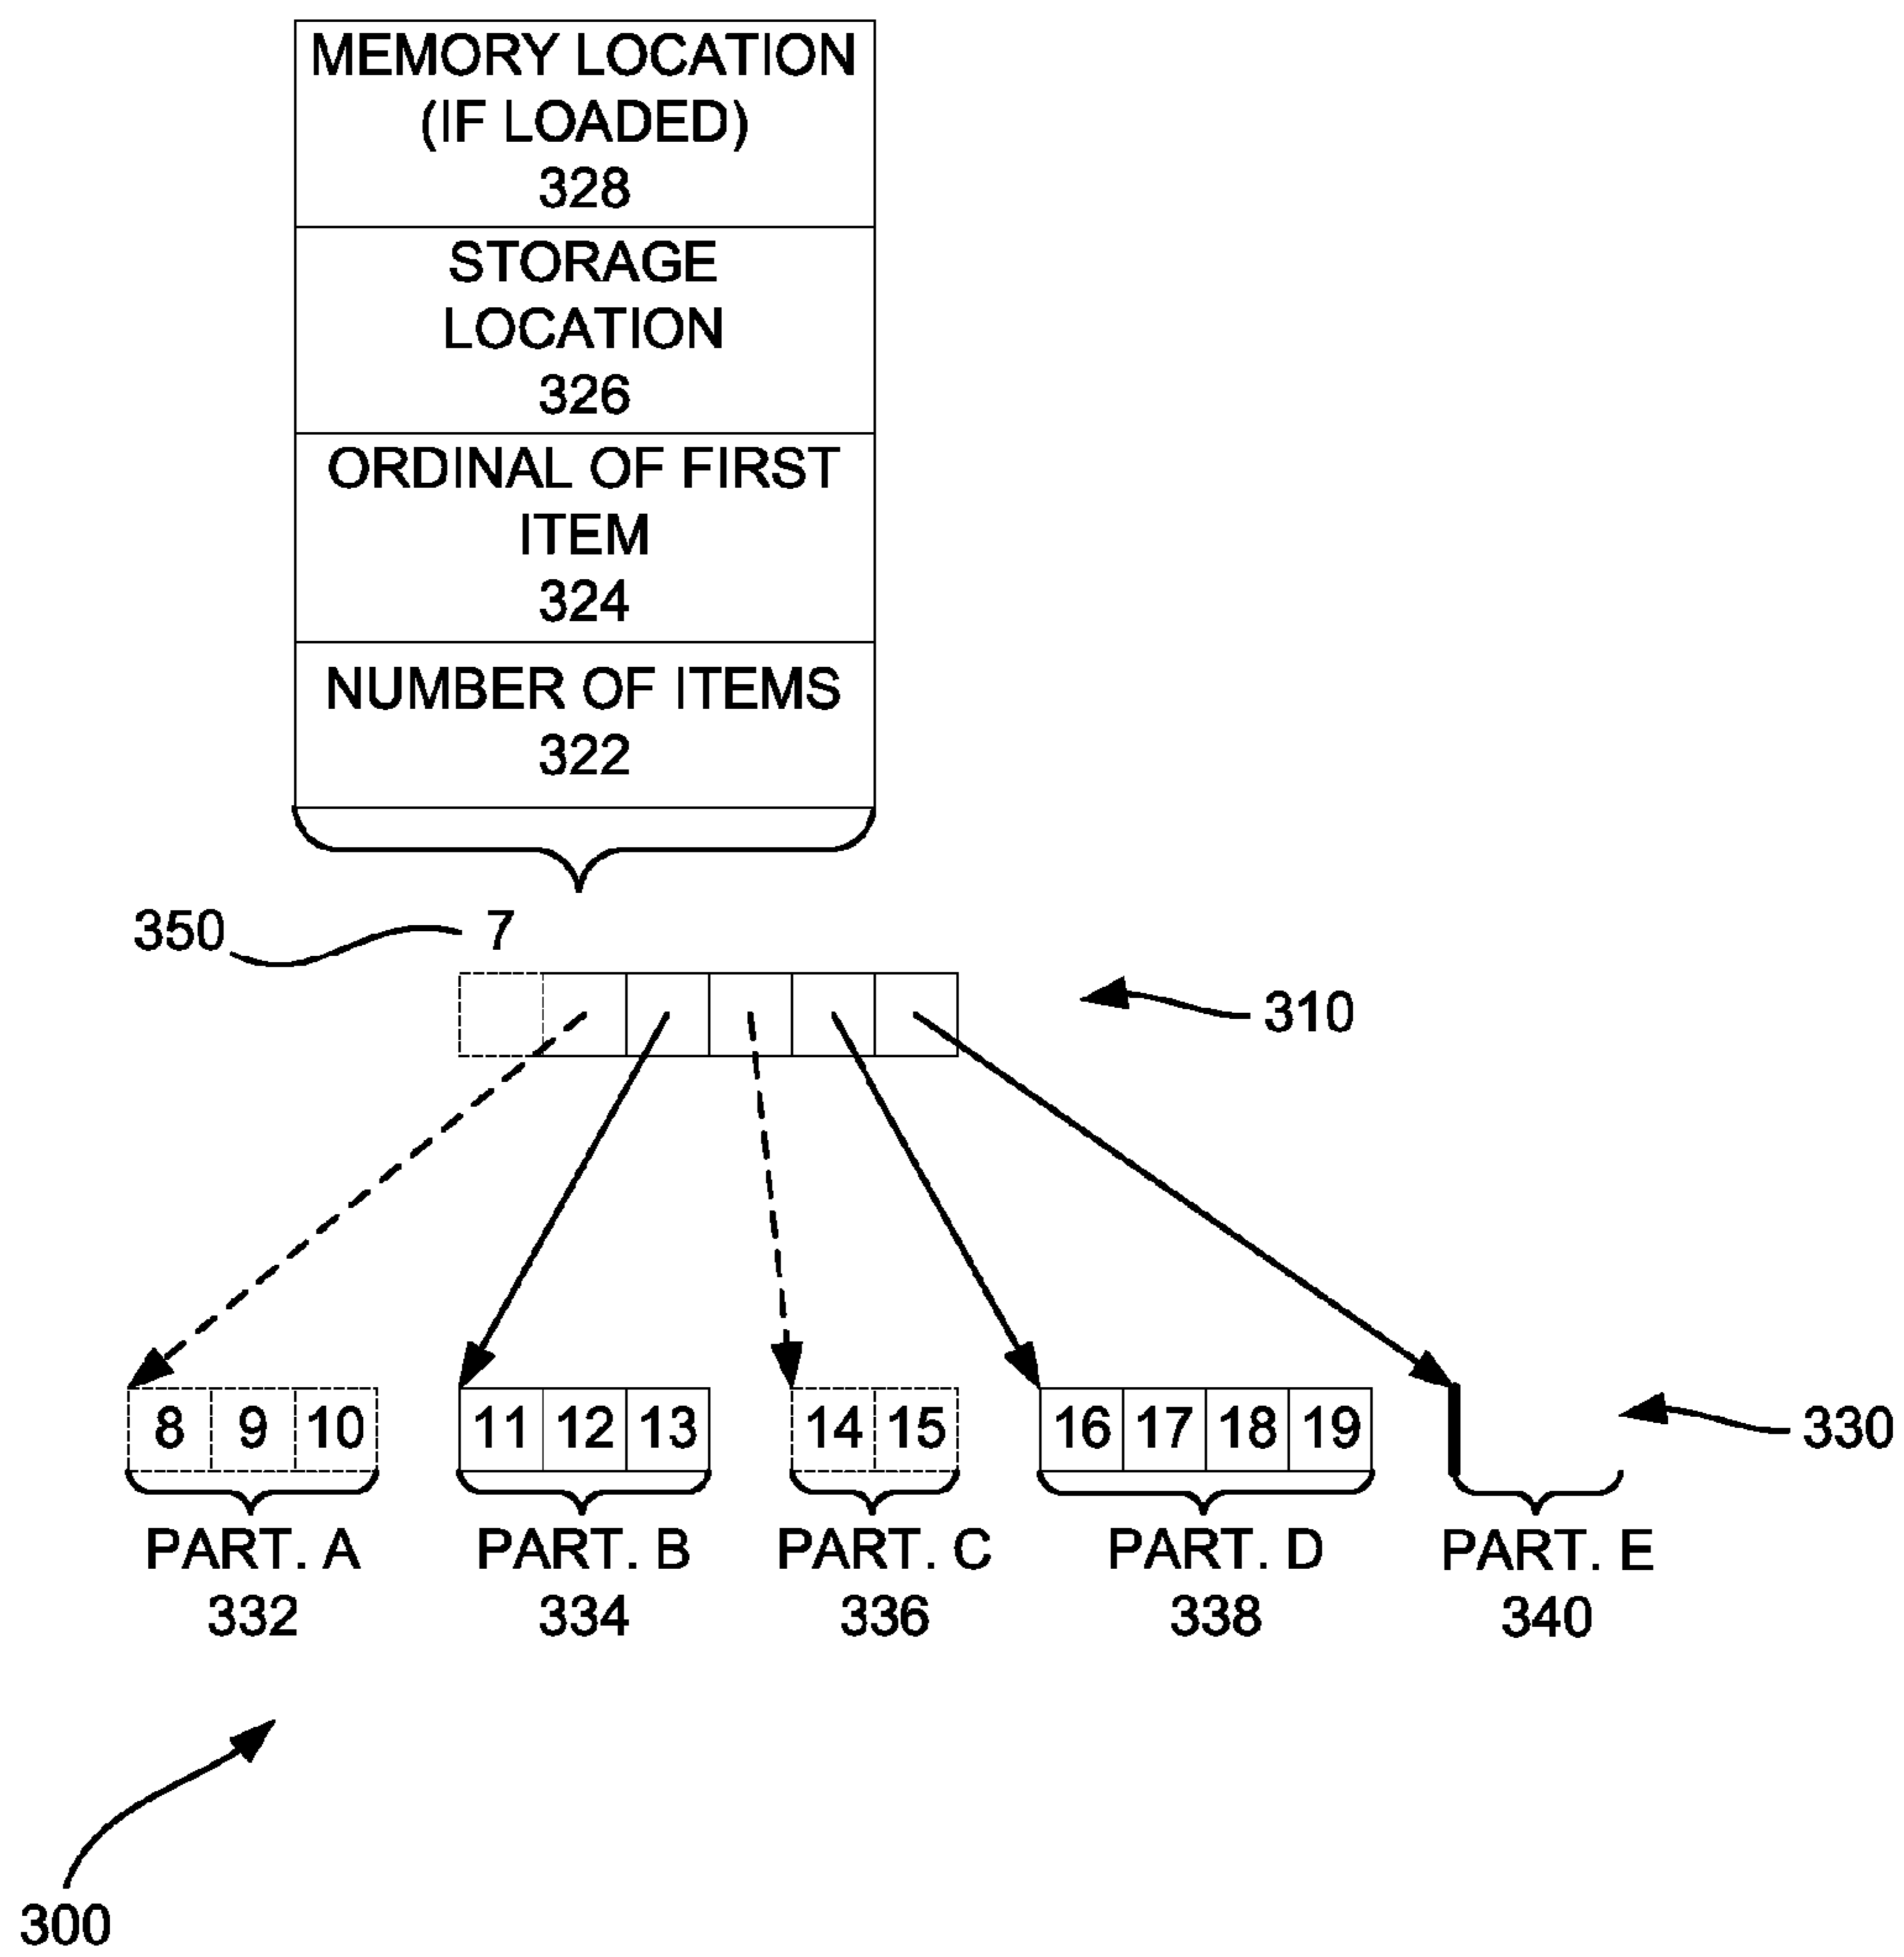 MEMORY LOCATION
(IF LOADED)
328
STORAGE
LOCATION
326
ORDINAL OF FIRST
ITEM
324
NUMBER OF ITEMS
322
350 7
310
8 9 10 11 12 13 14 15 16 17 18 19 330
PART. A PART. B PART. C PART. D PART. E
332 334 336 338 340
300